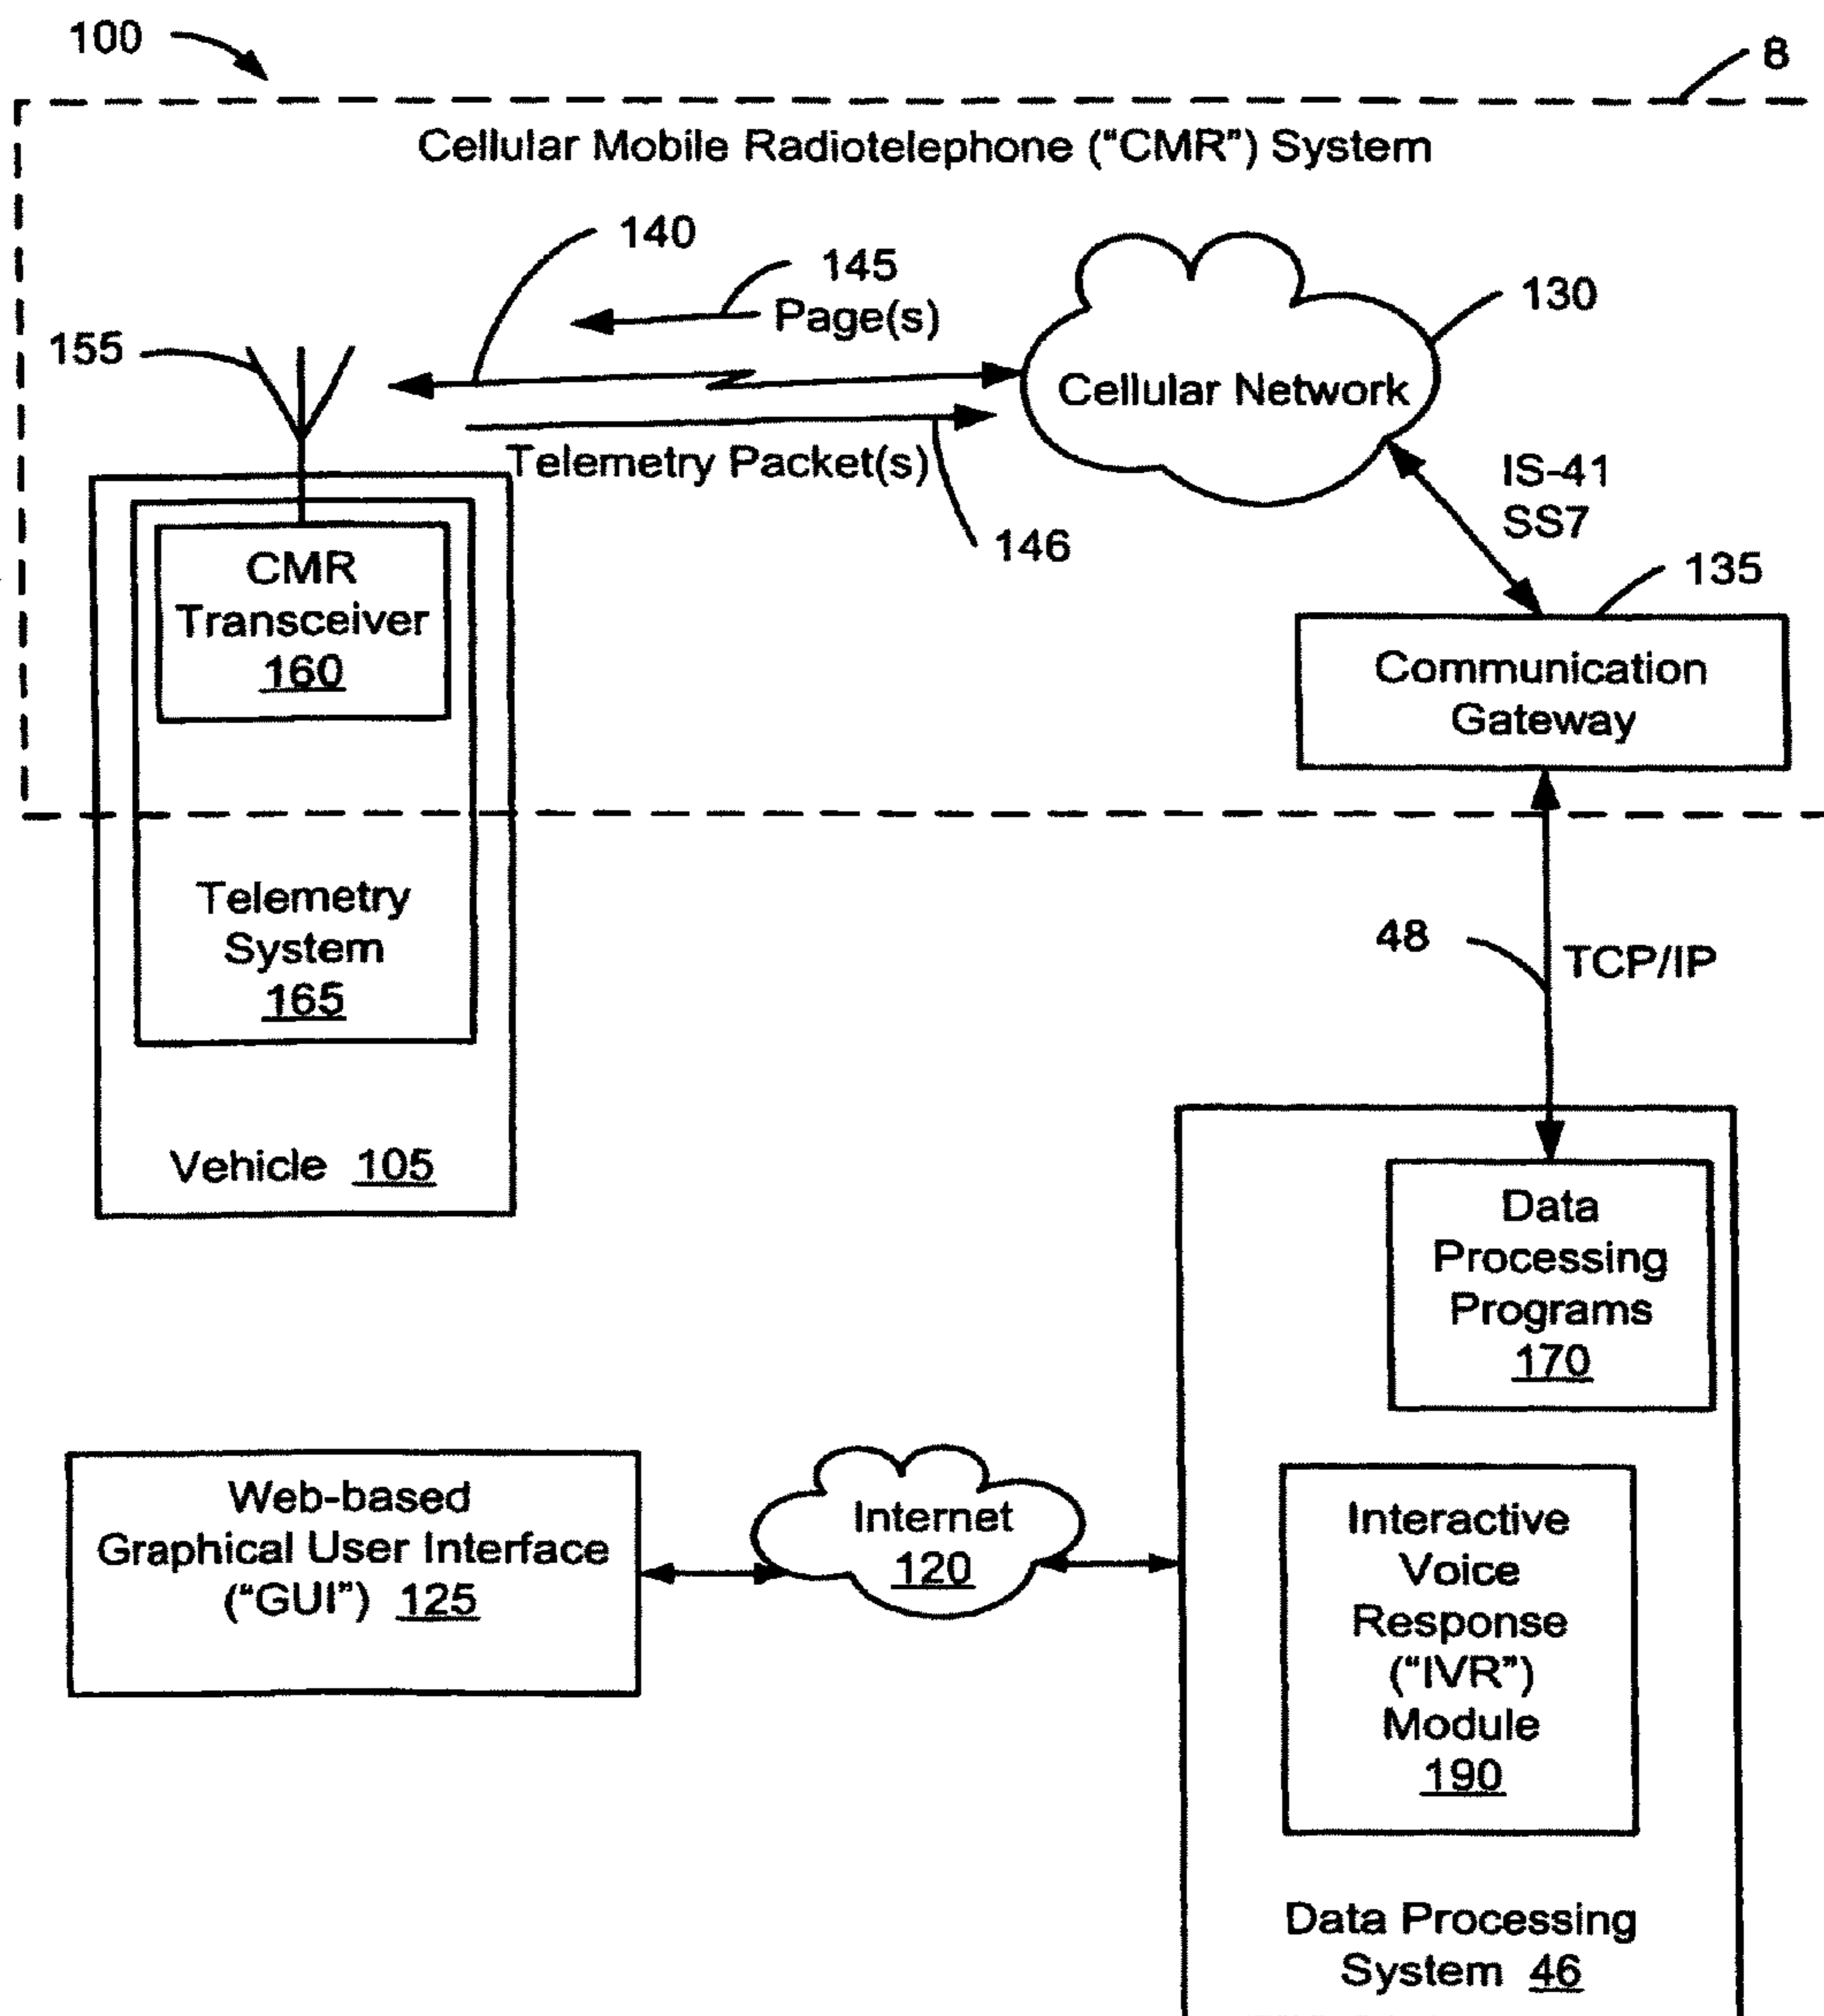 100
8
Cellular Mobile Radiotelephone (“CMR”) System
140
145
Page(s)
130
155
Cellular Network
Telemetry Packet(s)
146
IS-41
SS7
135
CMR
Transceiver
160
Communication
Gateway
Telemetry
System
165
48
TCP/IP
Vehicle 105
Data
Processing
Programs
170
Web-based
Graphical User Interface
(“GUI”) 125
Internet
120
Interactive
Voice
Response
(“IVR”)
Module
190
Data Processing
System 46